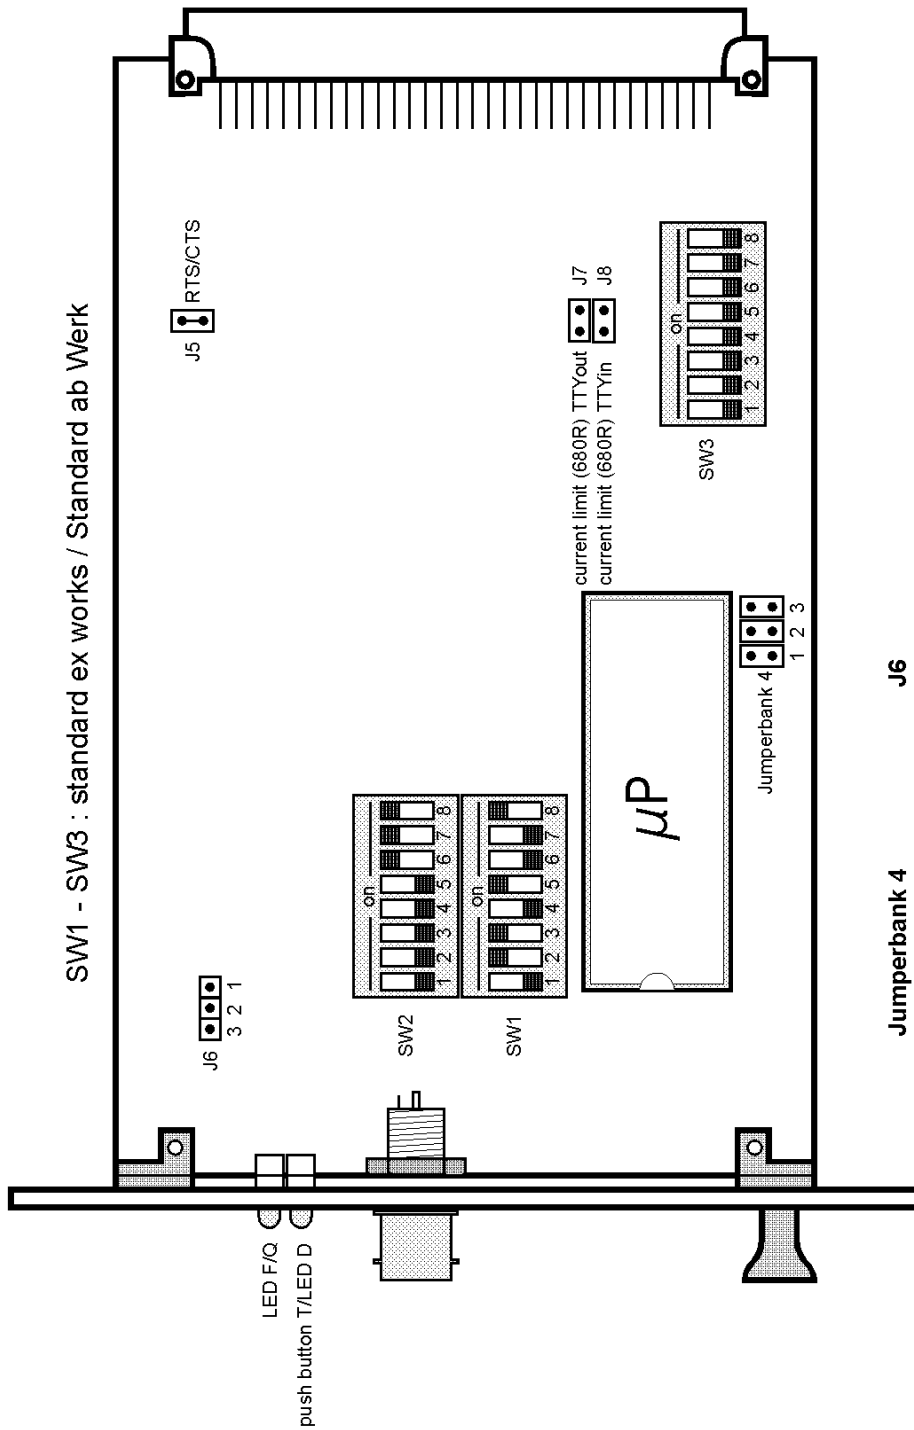 SW1 - SW3 : standard ex works / Standard ab Werk
J6
3 2 1
J5
RTS/CTS
LED F/Q
push button T/LED D
SW2
on
1 2 3 4 5 6 7 8
SW1
on
1 2 3 4 5 6 7 8
current limit (680R) TTYout
J7
current limit (680R) TTYin
J8
µP
SW3
on
1 2 3 4 5 6 7 8
Jumperbank 4
1 2 3
Jumperbank 4
J6